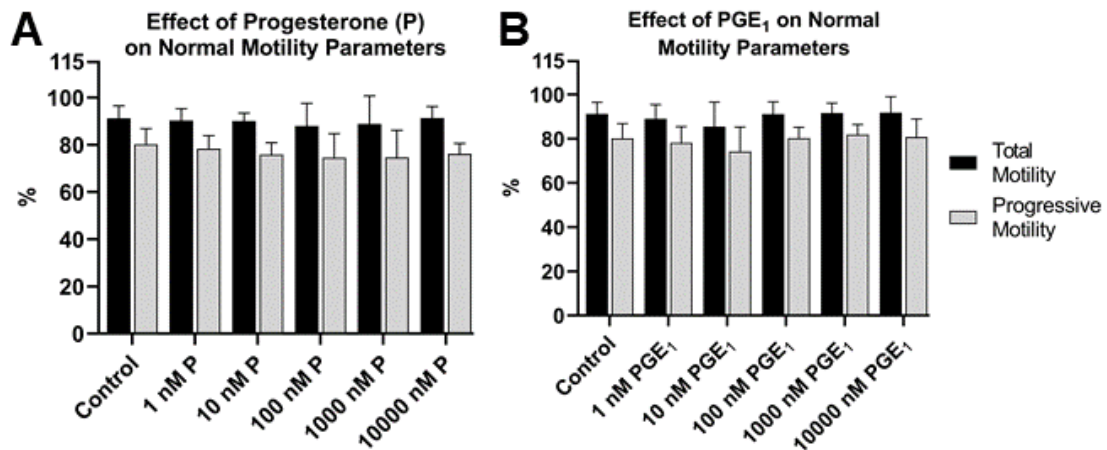 A
Effect of Progesterone (P)
on Normal Motility Parameters
115
100
80
60
40
20
0
%
Control
1 nM P
10 nM P
100 nM P
1000 nM P
10000 nM P
B
Effect of PGE₁ on Normal
Motility Parameters
115
100
80
60
40
20
0
%
Control
1 nM PGE₁
10 nM PGE₁
100 nM PGE₁
1000 nM PGE₁
10000 nM PGE₁
Total
Motility
Progressive
Motility